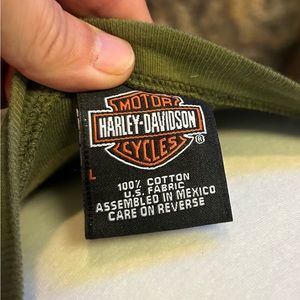 MOTOR
HARLEY-DAVIDSON
CYCLES ®
L
100% COTTON
U.S. FABRIC
ASSEMBLED IN MEXICO
CARE ON REVERSE